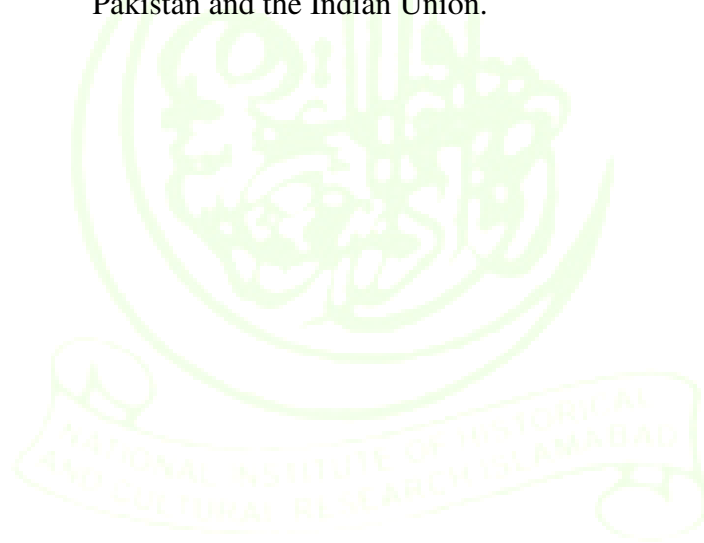 Pakistan and the Indian Union.
NATIONAL INSTITUTE OF HISTORICAL
AND CULTURAL RESEARCH, ISLAMABAD